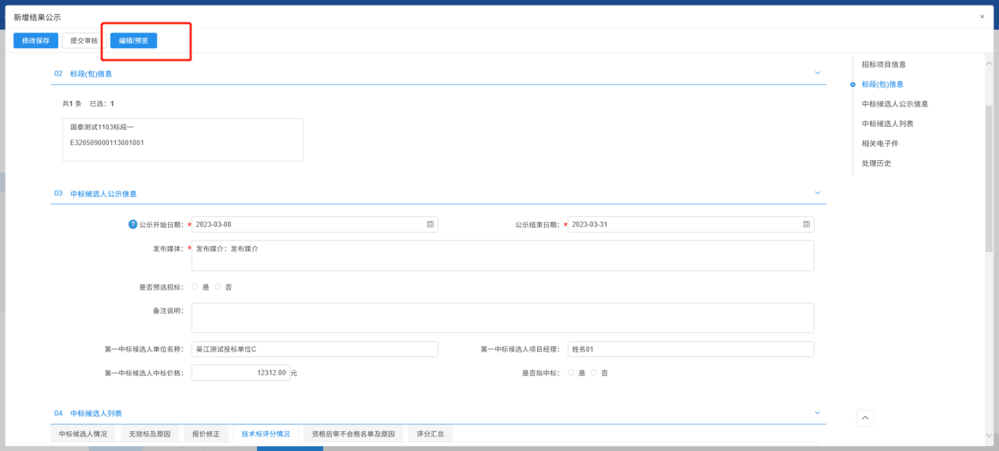 新增结果公示
×
修改保存 提交审核 编辑/预览
02 标段(包)信息
共1 条 已选：1
国泰测试1103标段一
E320509000113001001
03 中标候选人公示信息
? 公示开始日期：* 2023-03-08 公示结束日期：* 2023-03-31
发布媒体：* 发布媒介：发布媒介
是否预选招标： 是 否
备注说明：
第一中标候选人单位名称： 吴江测试投标单位C 第一中标候选人项目经理： 姓名01
第一中标候选人中标价格： 12312.00 元 是否拟中标： 是 否
04 中标候选人列表
中标候选人情况 无效标及原因 报价修正 技术标评分情况 资格后审不合格名单及原因 评分汇总
招标项目信息
标段(包)信息
中标候选人公示信息
中标候选人列表
相关电子件
处理历史